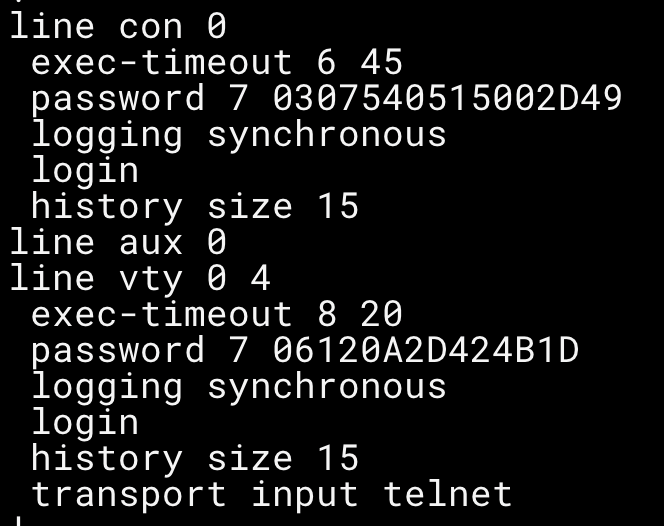 line con 0
exec-timeout 6 45
password 7 0307540515002D49
logging synchronous
login
history size 15
line aux 0
line vty 0 4
exec-timeout 8 20
password 7 06120A2D424B1D
logging synchronous
login
history size 15
transport input telnet